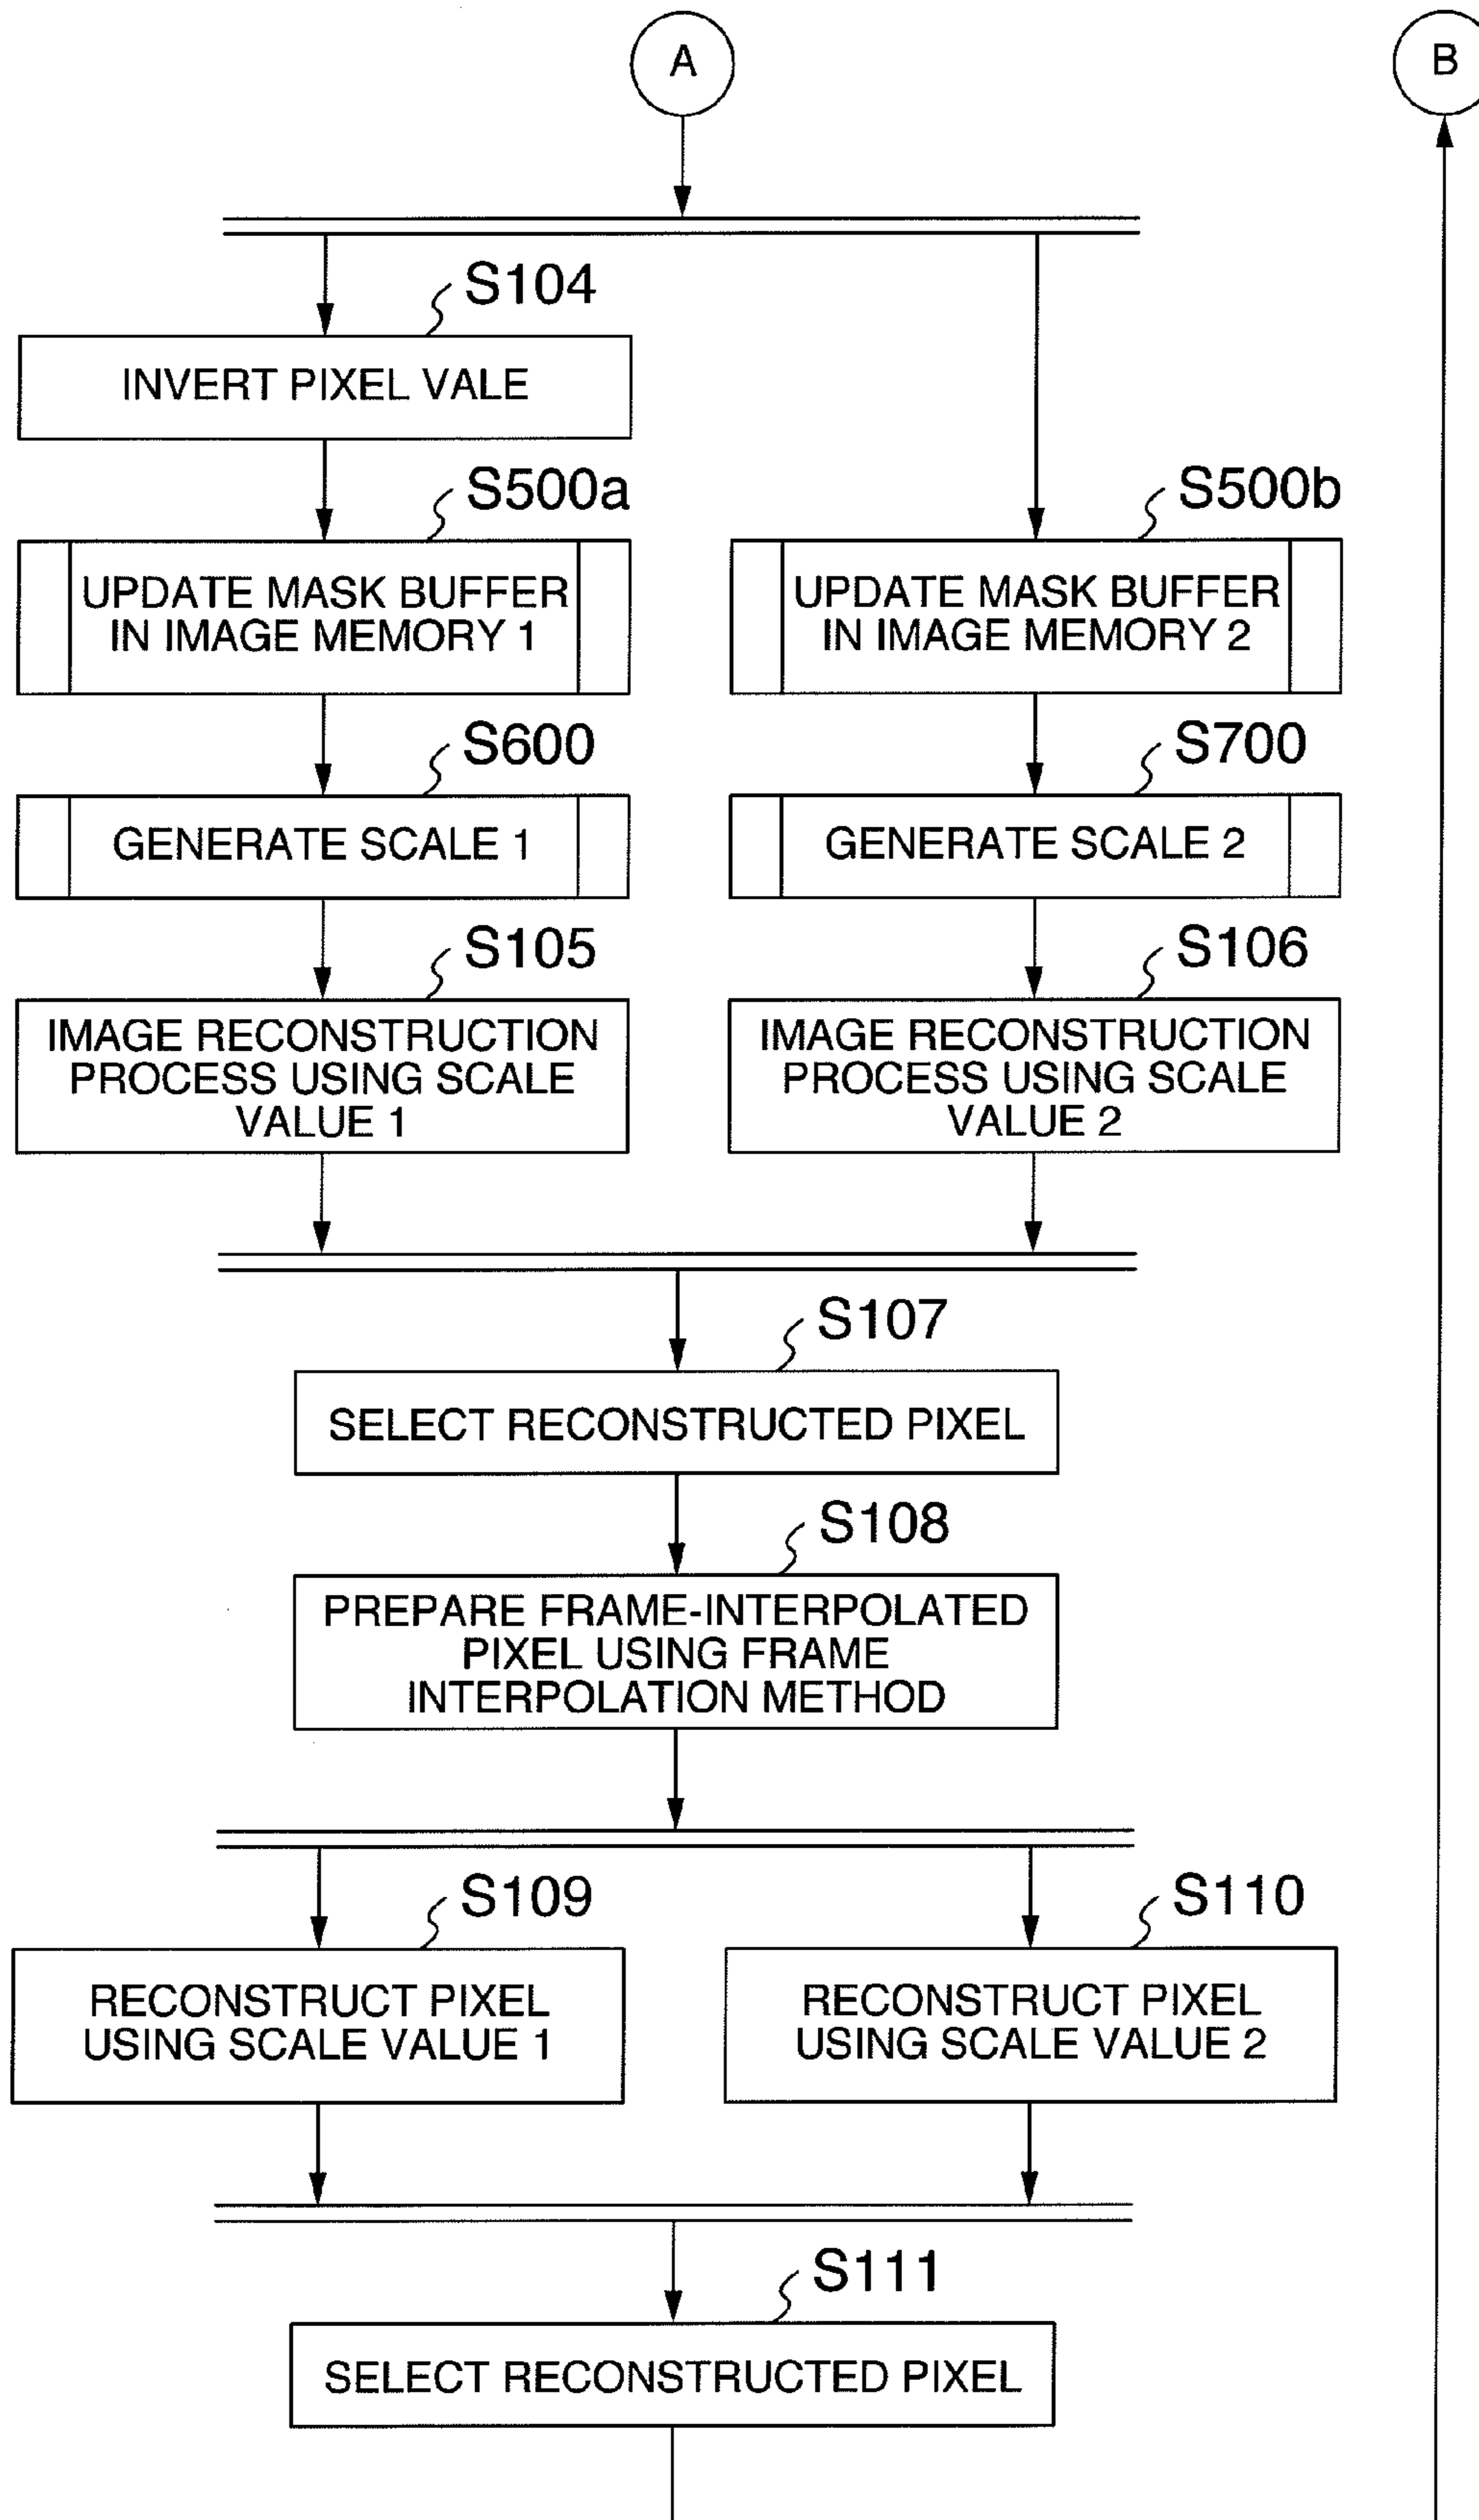 A
B
S104
INVERT PIXEL VALE
S500a
S500b
UPDATE MASK BUFFER
IN IMAGE MEMORY 1
UPDATE MASK BUFFER
IN IMAGE MEMORY 2
S600
S700
GENERATE SCALE 1
GENERATE SCALE 2
S105
S106
IMAGE RECONSTRUCTION
PROCESS USING SCALE
VALUE 1
IMAGE RECONSTRUCTION
PROCESS USING SCALE
VALUE 2
S107
SELECT RECONSTRUCTED PIXEL
S108
PREPARE FRAME-INTERPOLATED
PIXEL USING FRAME
INTERPOLATION METHOD
S109
S110
RECONSTRUCT PIXEL
USING SCALE VALUE 1
RECONSTRUCT PIXEL
USING SCALE VALUE 2
S111
SELECT RECONSTRUCTED PIXEL